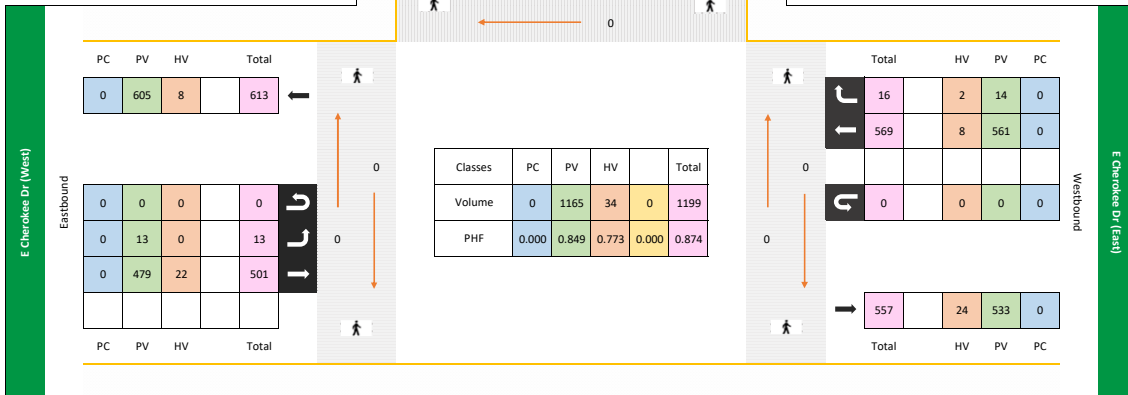 0
PC PV HV Total
0 605 8 613
E Cherokee Dr (West)
Eastbound
0 0 0 0
0 13 0 13
0 479 22 501
PC PV HV Total
0
0
Classes PC PV HV Total
Volume 0 1165 34 0 1199
PHF 0.000 0.849 0.773 0.000 0.874
0
0
Total HV PV PC
16 2 14 0
569 8 561 0
0 0 0 0
Westbound
E Cherokee Dr (East)
557 24 533 0
Total HV PV PC